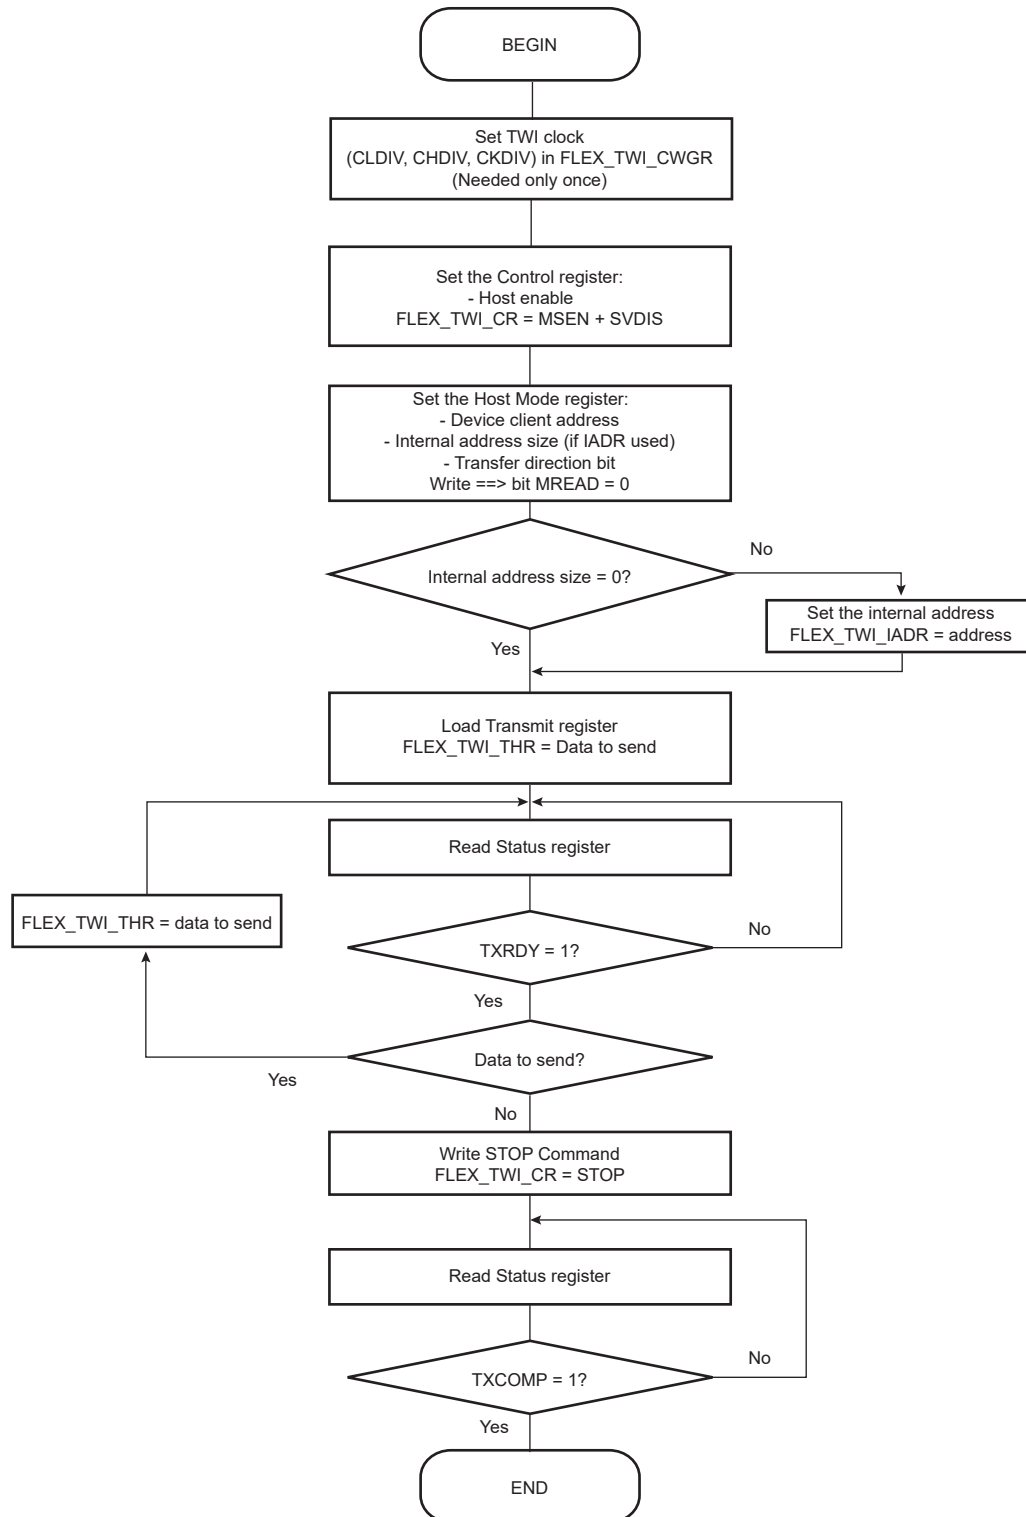 BEGIN
Set TWI clock
(CLDIV, CHDIV, CKDIV) in FLEX_TWI_CWGR
(Needed only once)
Set the Control register:
- Host enable
FLEX_TWI_CR = MSEN + SVDIS
Set the Host Mode register:
- Device client address
- Internal address size (if IADR used)
- Transfer direction bit
Write ==> bit MREAD = 0
No
Internal address size = 0?
Set the internal address
FLEX_TWI_IADR = address
Yes
Load Transmit register
FLEX_TWI_THR = Data to send
Read Status register
FLEX_TWI_THR = data to send
No
TXRDY = 1?
Yes
Data to send?
Yes
No
Write STOP Command
FLEX_TWI_CR = STOP
Read Status register
No
TXCOMP = 1?
Yes
END